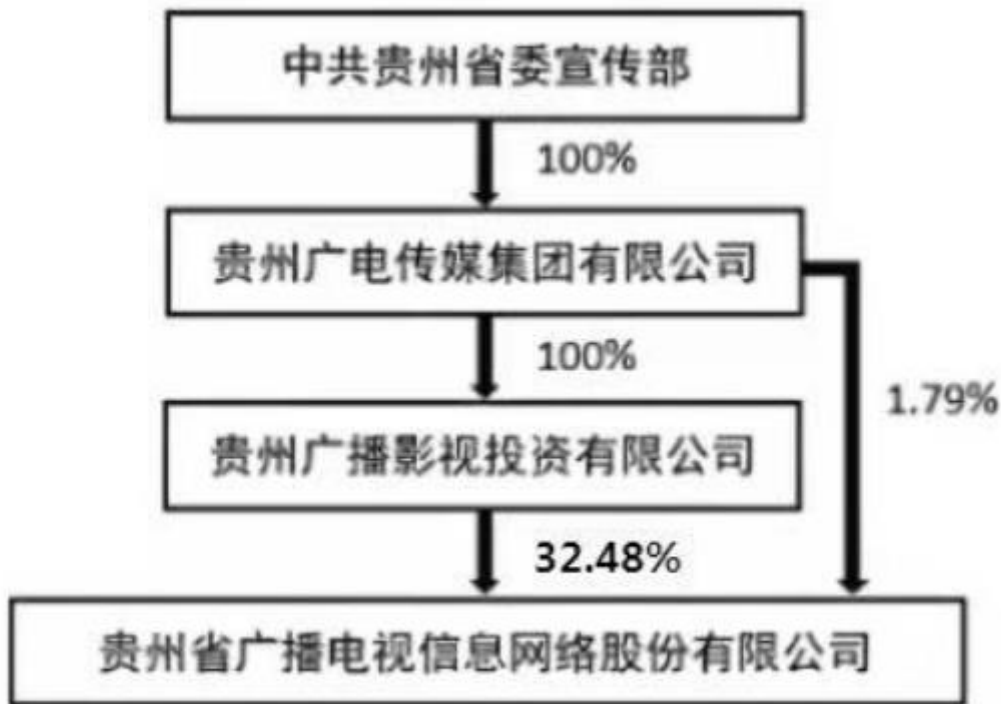 中共贵州省委宣传部
100%
贵州广电传媒集团有限公司
100%
1.79%
贵州广播影视投资有限公司
32.48%
贵州省广播电视信息网络股份有限公司